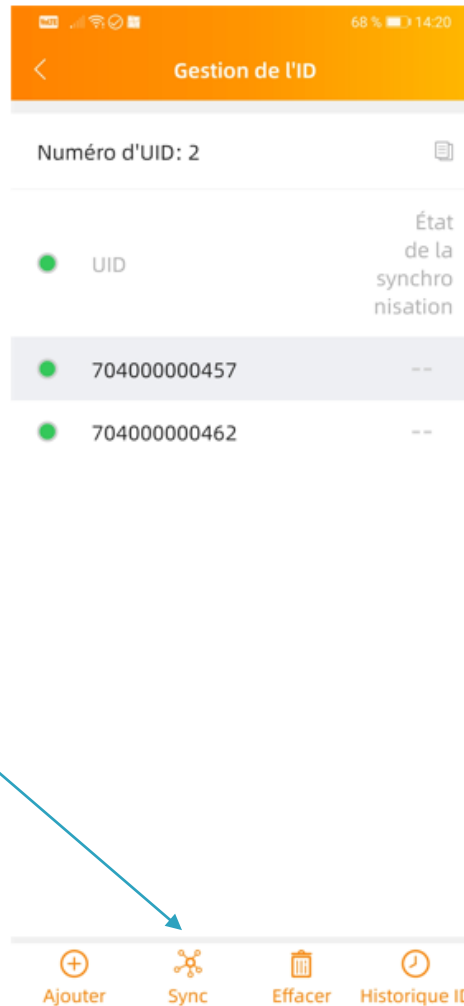 68 % 14:20
Gestion de l'ID
Numéro d'UID: 2
UID
État
de la
synchro
nisation
704000000457 --
704000000462 --
Ajouter Sync Effacer Historique ID